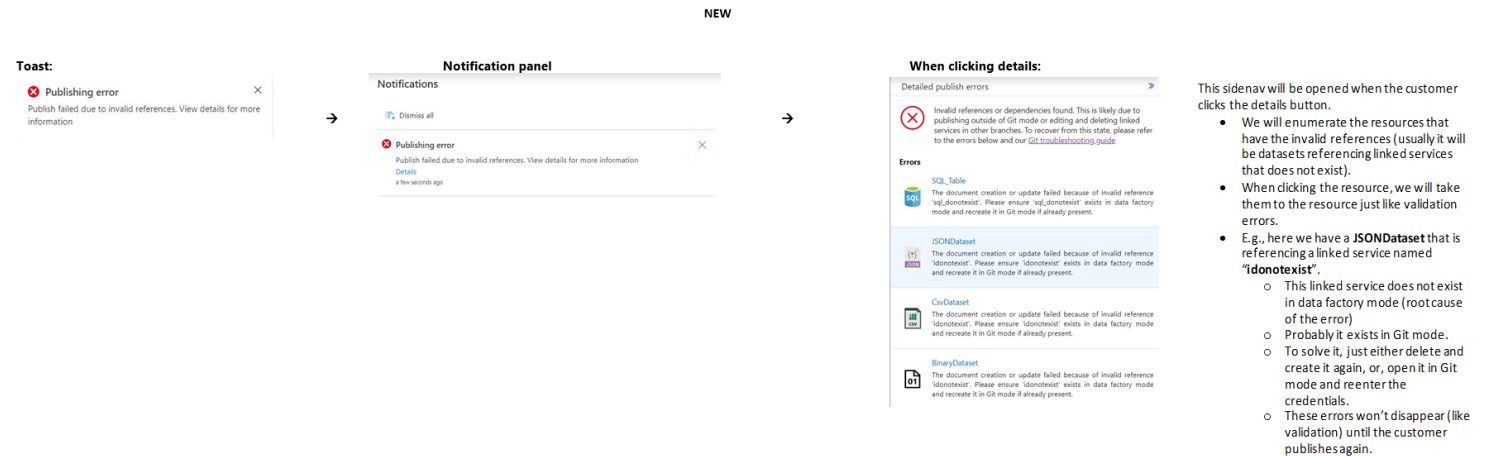 NEW
Toast:
Publishing error
Publish failed due to invalid references. View details for more
information
Notification panel
Notifications
Dismiss all
Publishing error
Publish failed due to invalid references. View details for more information
Details
a few seconds ago
When clicking details:
Detailed publish errors
Invalid references or dependencies found. This is likely due to
publishing outside of Git mode or editing and deleting linked
services in other branches. To recover from this state, please refer
to the errors below and our Git troubleshooting guide
Errors
SQL_Table
SQL
The document creation or update failed because of invalid reference
'sql_donotexist'. Please ensure 'sql_donotexist' exists in data factory
mode and recreate it in Git mode if already present.
JSONDataset
JSON
The document creation or update failed because of invalid reference
'idonotexist'. Please ensure 'idonotexist' exists in data factory mode
and recreate it in Git mode if already present.
CsvDataset
CSV
The document creation or update failed because of invalid reference
'idonotexist'. Please ensure 'idonotexist' exists in data factory mode
and recreate it in Git mode if already present.
BinaryDataset
01
The document creation or update failed because of invalid reference
'idonotexist'. Please ensure 'idonotexist' exists in data factory mode
and recreate it in Git mode if already present.
This sidenav will be opened when the customer
clicks the details button.
• We will enumerate the resources that
have the invalid references (usually it will
be datasets referencing linked services
that does not exist).
• When clicking the resource, we will take
them to the resource just like validation
errors.
• E.g., here we have a JSONDataset that is
referencing a linked service named
“idonotexist”.
o This linked service does not exist
in data factory mode (root cause
of the error)
o Probably it exists in Git mode.
o To solve it, just either delete and
create it again, or, open it in Git
mode and reenter the
credentials.
o These errors won’t disappear (like
validation) until the customer
publishes again.